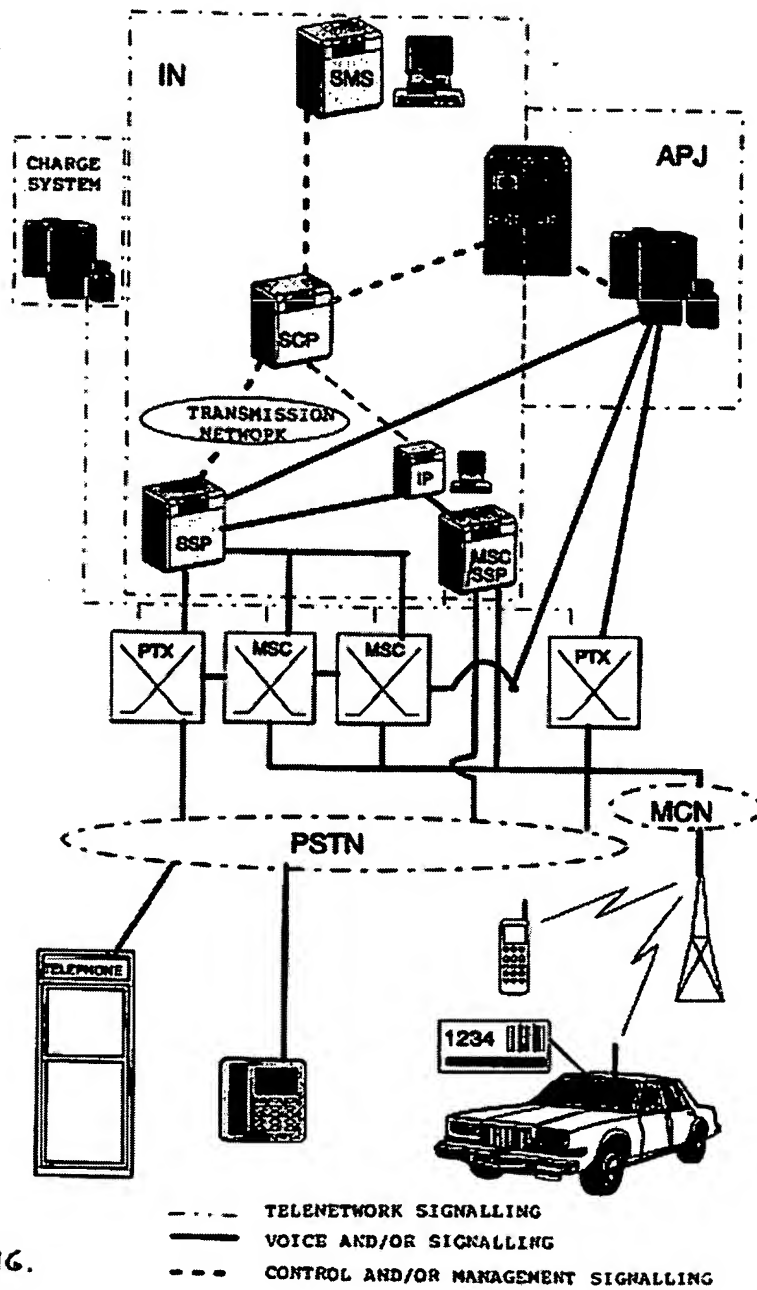 IN
SMS
CHARGE
SYSTEM
APJ
SCP
TRANSMISSION
NETWORK
IP
SSP
MSC
SSP
PTX
MSC
MSC
PTX
MCN
PSTN
TELEPHONE
1234
TELENETWORK SIGNALLING
VOICE AND/OR SIGNALLING
CONTROL AND/OR MANAGEMENT SIGNALLING